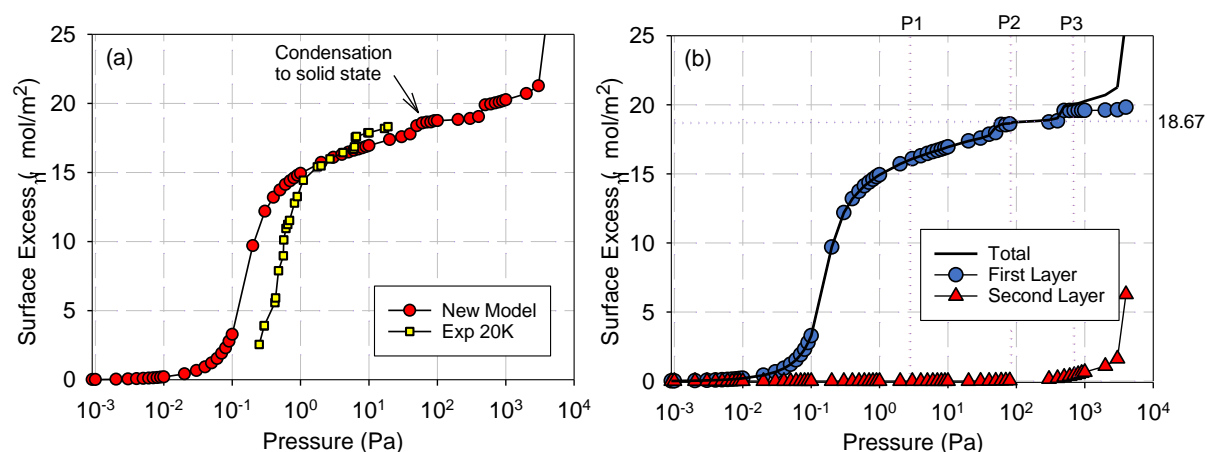 (a)
Condensation
to solid state
New Model
Exp 20K
Surface Excess ( mol/m²)
25
20
15
10
5
0
10⁻³ 10⁻² 10⁻¹ 10⁰ 10¹ 10² 10³ 10⁴
Pressure (Pa)
P1 P2 P3
(b)
18.67
Total
First Layer
Second Layer
Surface Excess ( mol/m²)
25
20
15
10
5
0
10⁻³ 10⁻² 10⁻¹ 10⁰ 10¹ 10² 10³ 10⁴
Pressure (Pa)